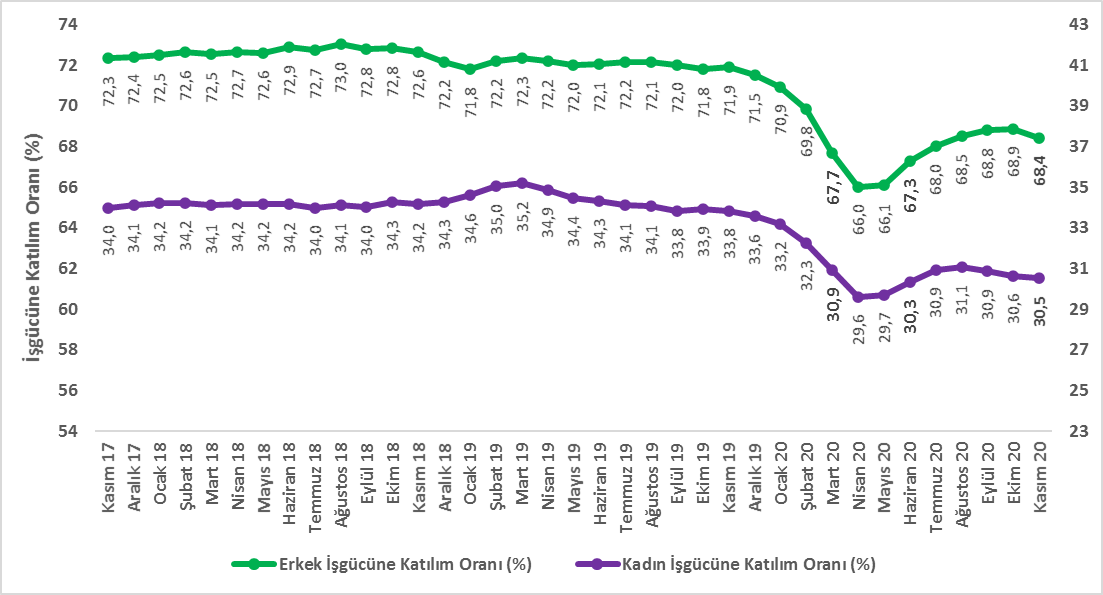 74
72
70
68
66
64
62
60
58
56
54
İşgücüne Katılım Oranı (%)
43
41
39
37
35
33
31
29
27
25
23
72,3
72,4
72,5
72,6
72,5
72,7
72,6
72,9
72,7
73,0
72,8
72,8
72,6
72,2
71,8
72,2
72,3
72,2
72,0
72,1
72,2
72,1
72,0
71,8
71,9
71,5
70,9
69,8
67,7
66,0
66,1
67,3
68,0
68,5
68,8
68,9
68,4
34,0
34,1
34,2
34,2
34,1
34,2
34,2
34,2
34,0
34,1
34,0
34,3
34,2
34,3
34,6
35,0
35,2
34,9
34,4
34,3
34,1
34,1
33,8
33,9
33,8
33,6
33,2
32,3
30,9
29,6
29,7
30,3
30,9
31,1
30,9
30,6
30,5
Kasım 17
Aralık 17
Ocak 18
Şubat 18
Mart 18
Nisan 18
Mayıs 18
Haziran 18
Temmuz 18
Ağustos 18
Eylül 18
Ekim 18
Kasım 18
Aralık 18
Ocak 19
Şubat 19
Mart 19
Nisan 19
Mayıs 19
Haziran 19
Temmuz 19
Ağustos 19
Eylül 19
Ekim 19
Kasım 19
Aralık 19
Ocak 20
Şubat 20
Mart 20
Nisan 20
Mayıs 20
Haziran 20
Temmuz 20
Ağustos 20
Eylül 20
Ekim 20
Kasım 20
Erkek İşgücüne Katılım Oranı (%)
Kadın İşgücüne Katılım Oranı (%)